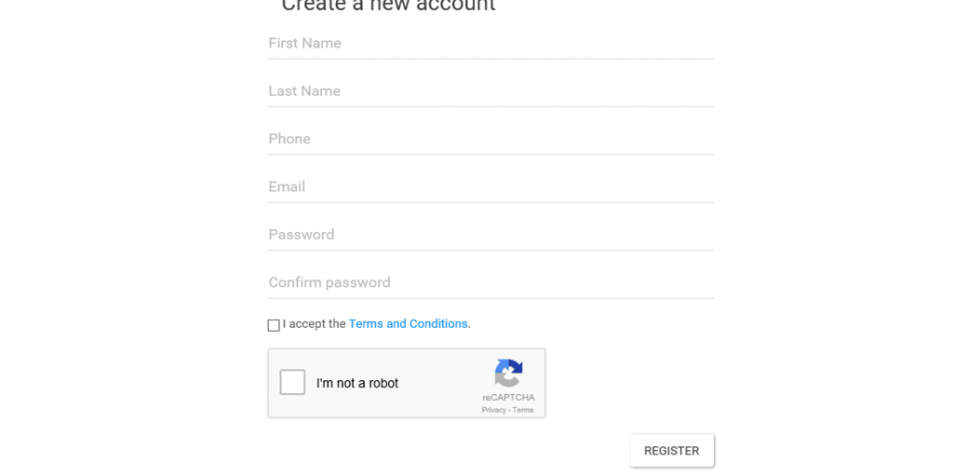 Create a new account
First Name
Last Name
Phone
Email
Password
Confirm password
I accept the Terms and Conditions.
I'm not a robot
reCAPTCHA
Privacy - Terms
REGISTER